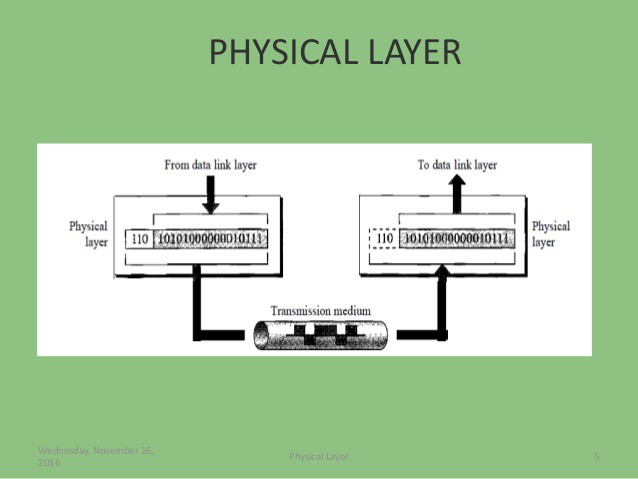 PHYSICAL LAYER
From data link layer
To data link layer
Physical
layer
110 10101000000010111
110 10101000000010111
Physical
layer
Transmission medium
Wednesday, November 16,
2016
Physical Layer
5